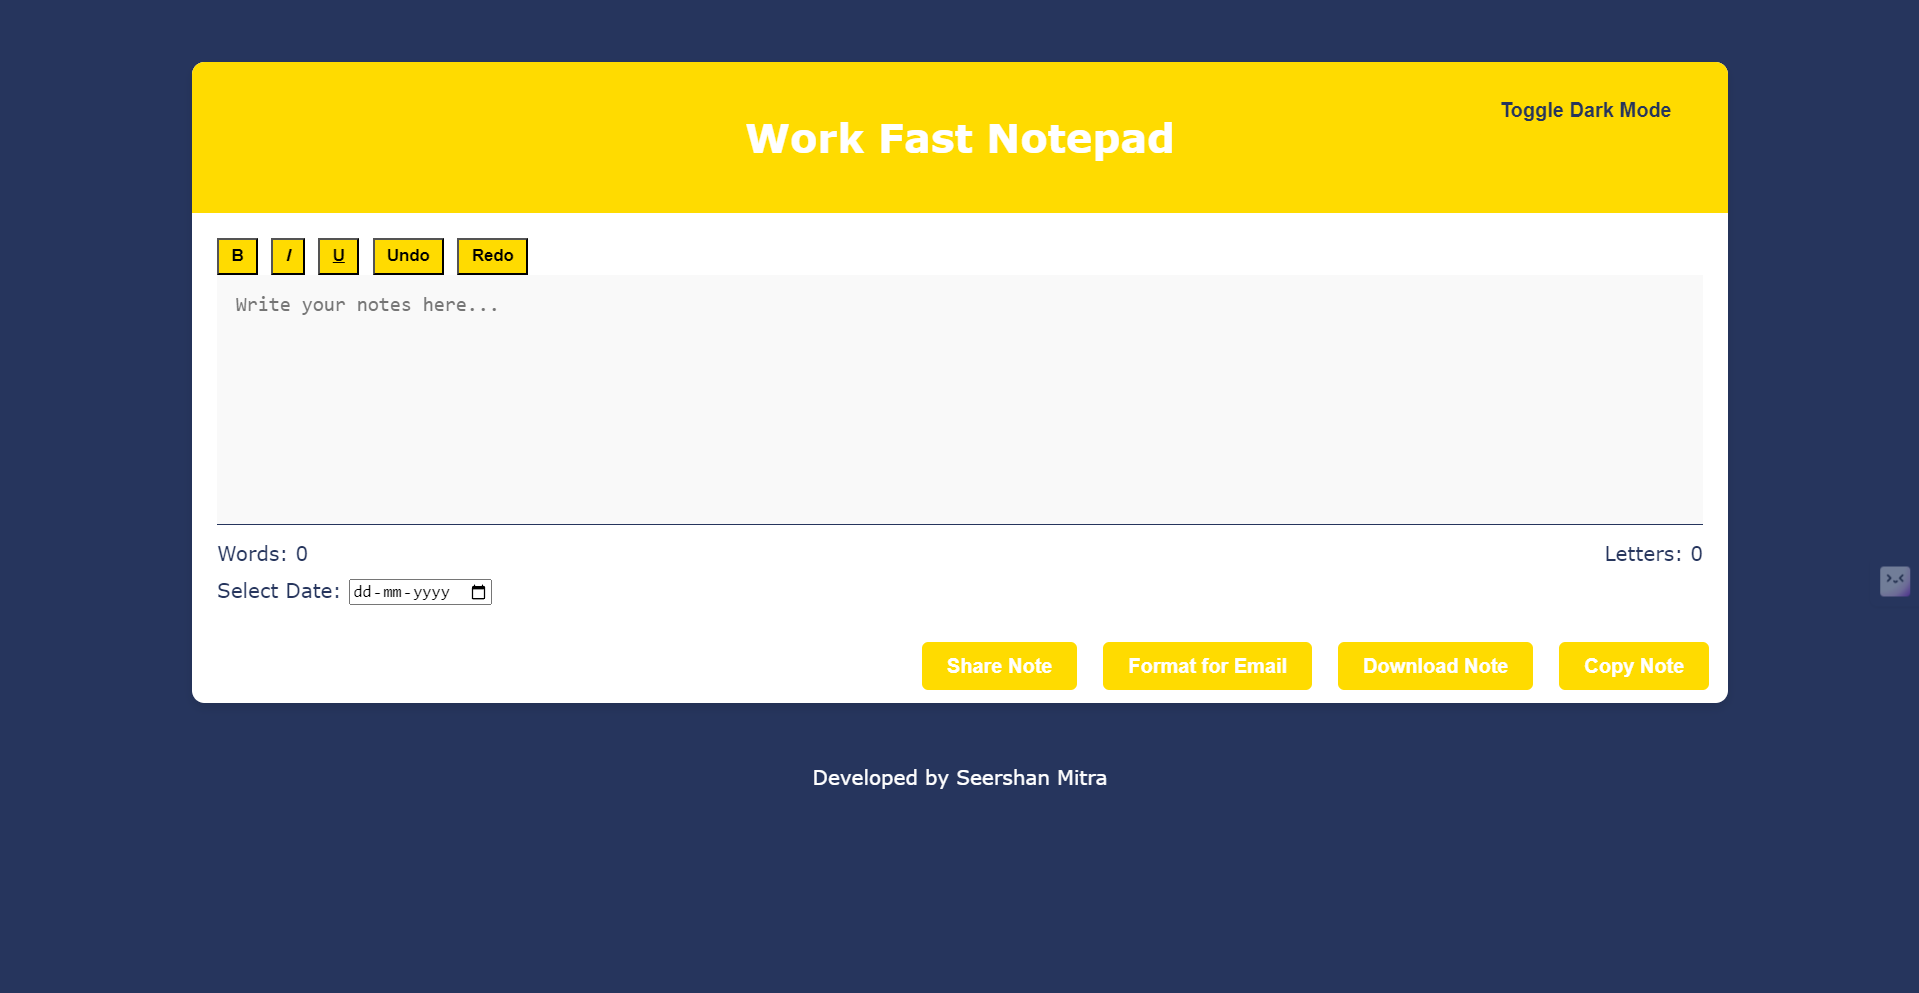 Toggle Dark Mode
Work Fast Notepad
B I U Undo Redo
Write your notes here...
Words: 0 Letters: 0
Select Date: dd-mm-yyyy
Share Note Format for Email Download Note Copy Note
Developed by Seershan Mitra